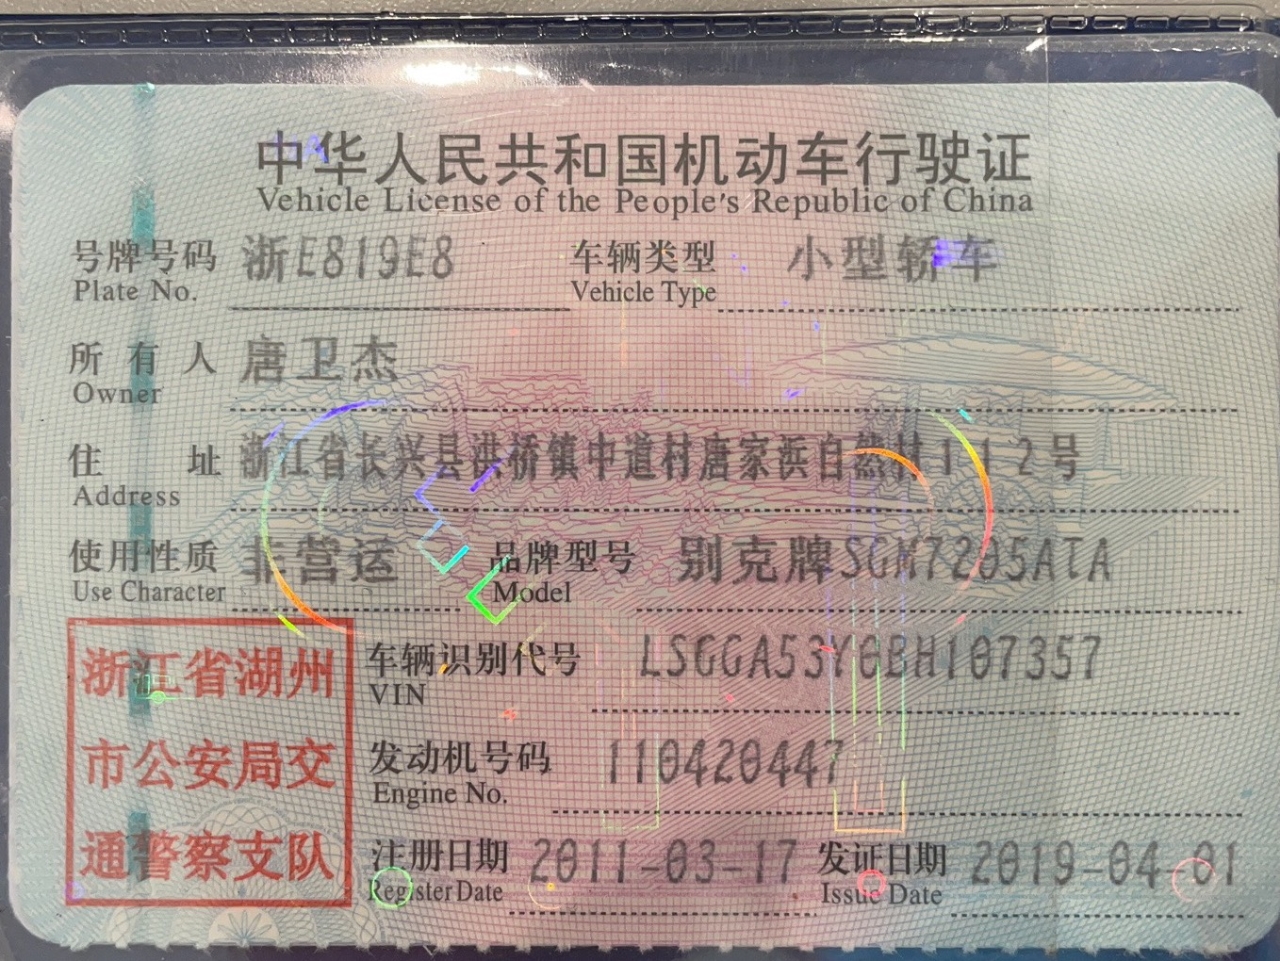 中华人民共和国机动车行驶证
Vehicle License of the People's Republic of China
号牌号码 浙E819E8 车辆类型 小型轿车
Plate No. Vehicle Type
所有人 唐卫杰
Owner
住址 浙江省长兴县洪桥镇中道村唐家浜自然村112号
Address
使用性质 非营运 品牌型号 别克牌SGM7205ATA
Use Character Model
浙江省湖州
市公安局交
通警察支队
车辆识别代号 LSGGA53Y0BH107357
VIN
发动机号码 110420447
Engine No.
注册日期 2011-03-17 发证日期 2019-04-01
Register Date Issue Date